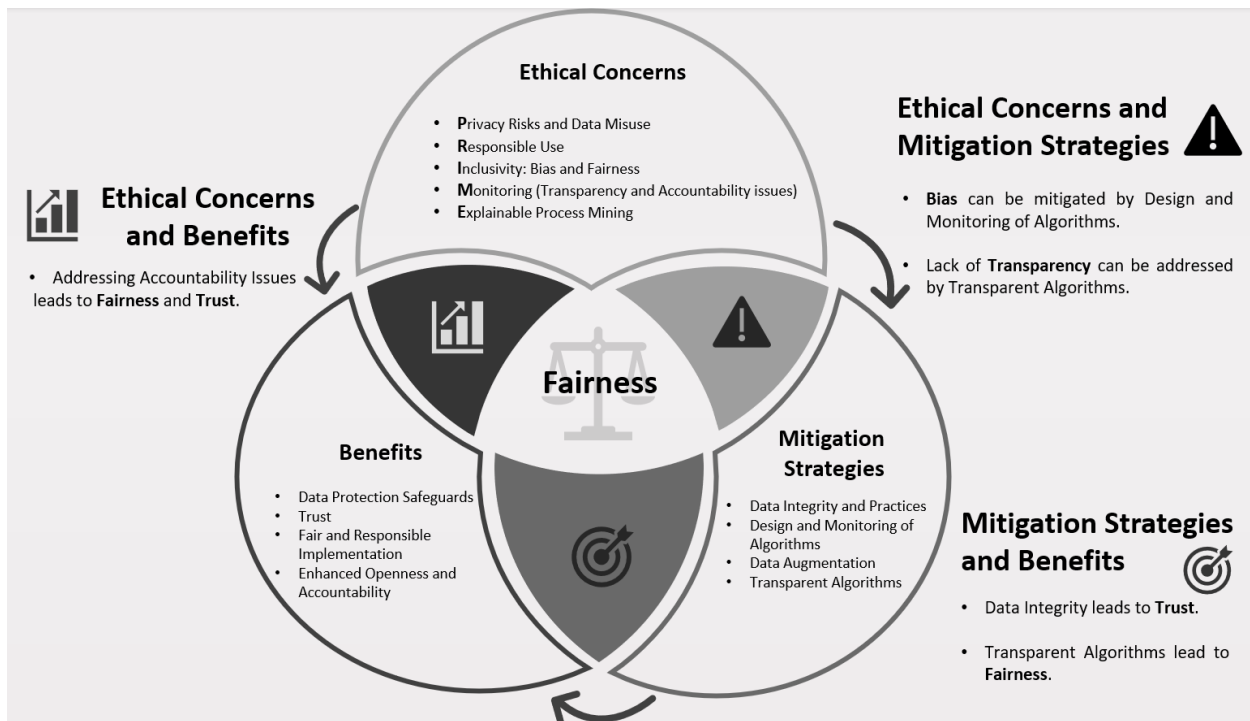 Ethical Concerns
• Privacy Risks and Data Misuse
• Responsible Use
• Inclusivity: Bias and Fairness
• Monitoring (Transparency and Accountability issues)
• Explainable Process Mining
Ethical Concerns and
Mitigation Strategies
• Bias can be mitigated by Design and
Monitoring of Algorithms.
• Lack of Transparency can be addressed
by Transparent Algorithms.
Ethical Concerns
and Benefits
• Addressing Accountability Issues
leads to Fairness and Trust.
Fairness
Benefits
• Data Protection Safeguards
• Trust
• Fair and Responsible
Implementation
• Enhanced Openness and
Accountability
Mitigation
Strategies
• Data Integrity and Practices
• Design and Monitoring of
Algorithms
• Data Augmentation
• Transparent Algorithms
Mitigation Strategies
and Benefits
• Data Integrity leads to Trust.
• Transparent Algorithms lead to
Fairness.